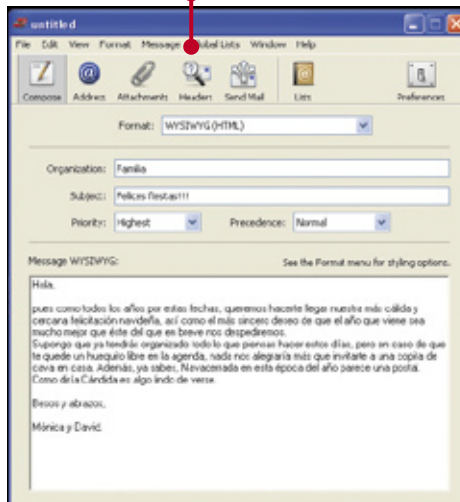 untitled
File Edit View Format Message Global Lists Window Help
Compose Address Attachments Headers Send Mail Lists Preferences
Format: WYSIWYG (HTML)
Organization: Familia
Subject: Felices fiestas!!!
Priority: Highest Precedence: Normal
Message WYSIWYG: See the Format menu for styling options.
Hola,
pues como todos los años por estas fechas, queremos hacerte llegar nuestra más cálida y
cercana felicitación navideña, así como el más sincero deseo de que el año que viene sea
mucho mejor que éste del que en breve nos despediremos.
Supongo que ya tendrás organizado todo lo que piensas hacer estos días, pero en caso de que
te quede un huequito libre en la agenda, nada nos alegraría más que invitarte a una copita de
cava en casa. Además, ya sabes, Navacerrada en esta época del año parece una postal.
Como diría Cándida es algo lindo de verse.
Besos y abrazos,
Mónica y David.